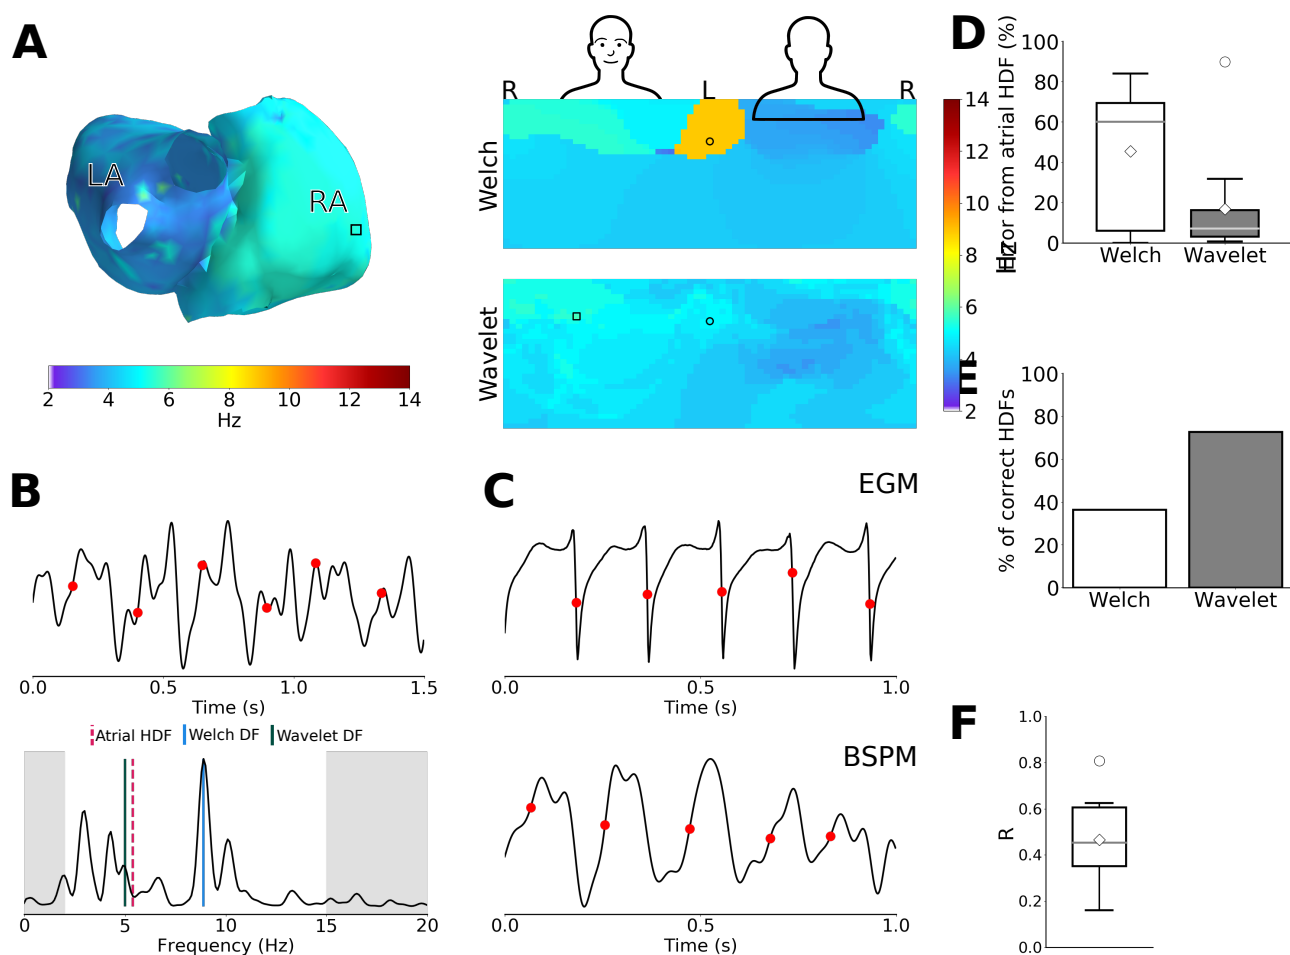 A
LA
RA
2 4 6 8 10 12 14
Hz
R L R
Welch
Wavelet
14
12
10
8
6
4
2
Hz
D
Error from atrial HDF (%)
100
80
60
40
20
0
Welch Wavelet
E
% of correct HDFs
100
80
60
40
20
0
Welch Wavelet
B
0.0 0.5 1.0 1.5
Time (s)
Atrial HDF Welch DF Wavelet DF
0 5 10 15 20
Frequency (Hz)
C
EGM
0.0 0.5 1.0
Time (s)
BSPM
0.0 0.5 1.0
Time (s)
F
R
1.0
0.8
0.6
0.4
0.2
0.0